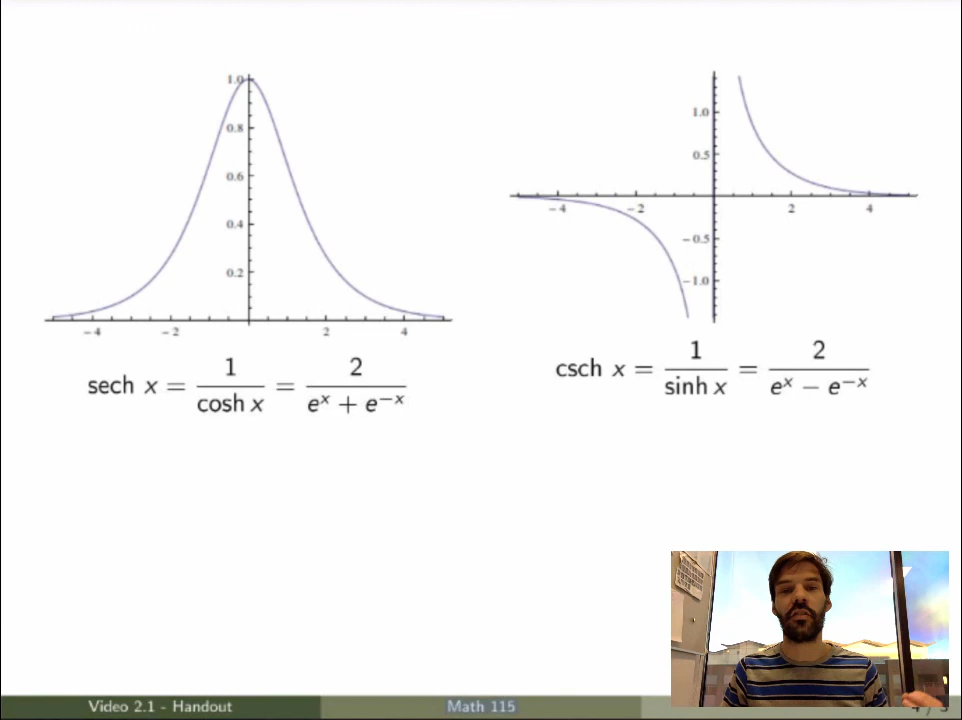 1.0
0.8
0.6
0.4
0.2
-4 -2 2 4
sech x = 1/cosh x = 2/(eˣ + e⁻ˣ)
1.0
0.5
-4 -2 2 4
-0.5
-1.0
csch x = 1/sinh x = 2/(eˣ − e⁻ˣ)
Video 2.1 - Handout
Math 115